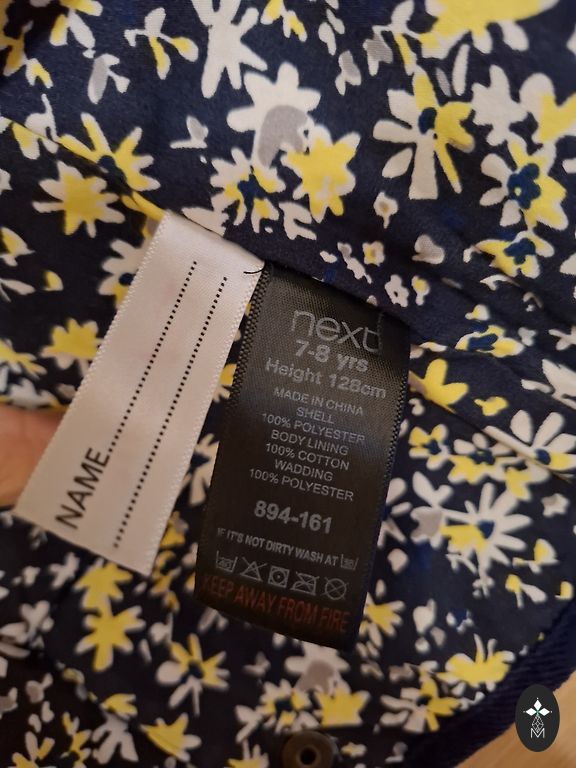 NAME
next
7-8 yrs
Height 128cm
MADE IN CHINA
SHELL
100% POLYESTER
BODY LINING
100% COTTON
WADDING
100% POLYESTER
894-161
IF IT'S NOT DIRTY WASH AT 30
KEEP AWAY FROM FIRE